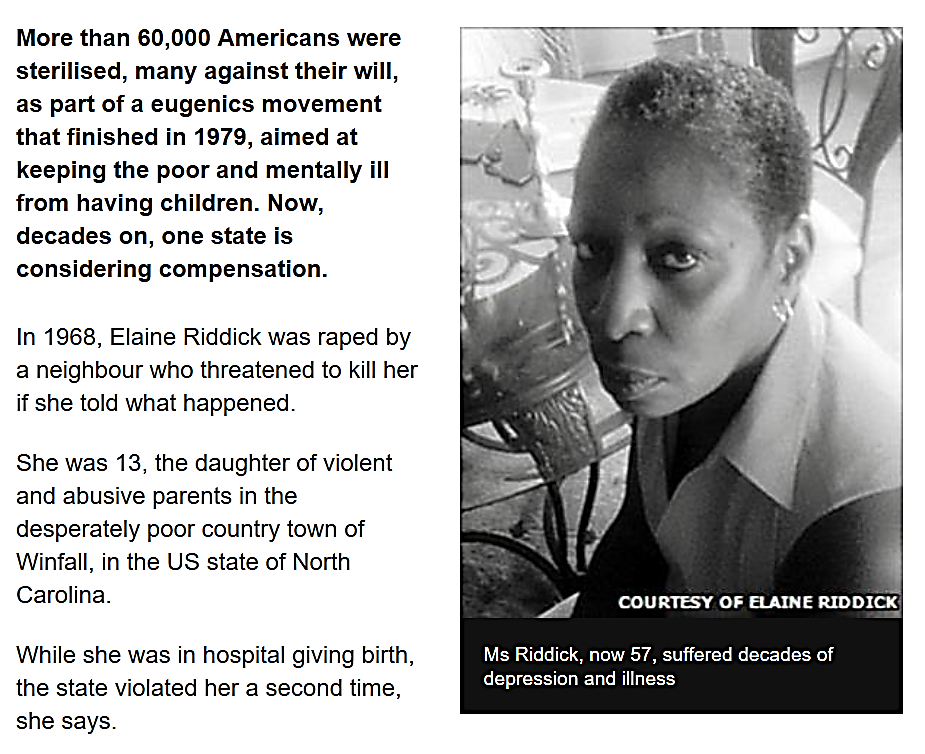 More than 60,000 Americans were
sterilised, many against their will,
as part of a eugenics movement
that finished in 1979, aimed at
keeping the poor and mentally ill
from having children. Now,
decades on, one state is
considering compensation.
In 1968, Elaine Riddick was raped by
a neighbour who threatened to kill her
if she told what happened.
She was 13, the daughter of violent
and abusive parents in the
desperately poor country town of
Winfall, in the US state of North
Carolina.
While she was in hospital giving birth,
the state violated her a second time,
she says.
COURTESY OF ELAINE RIDDICK
Ms Riddick, now 57, suffered decades of
depression and illness